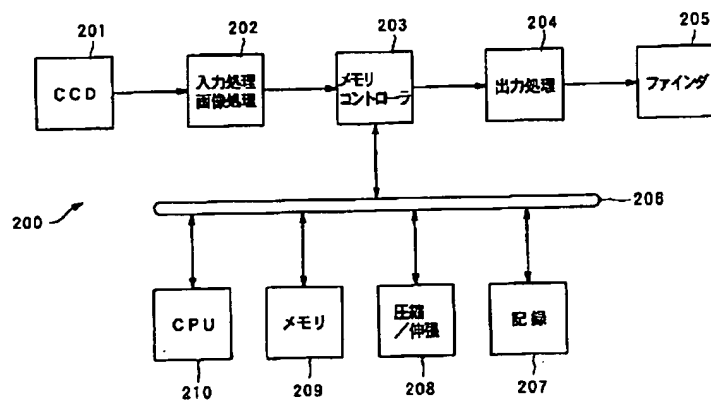 201
202
203
204
205
CCD
入力処理
画像処理
メモリ
コントローラ
出力処理
ファインダ
200
206
CPU
メモリ
圧縮
／伸張
記録
210
209
208
207